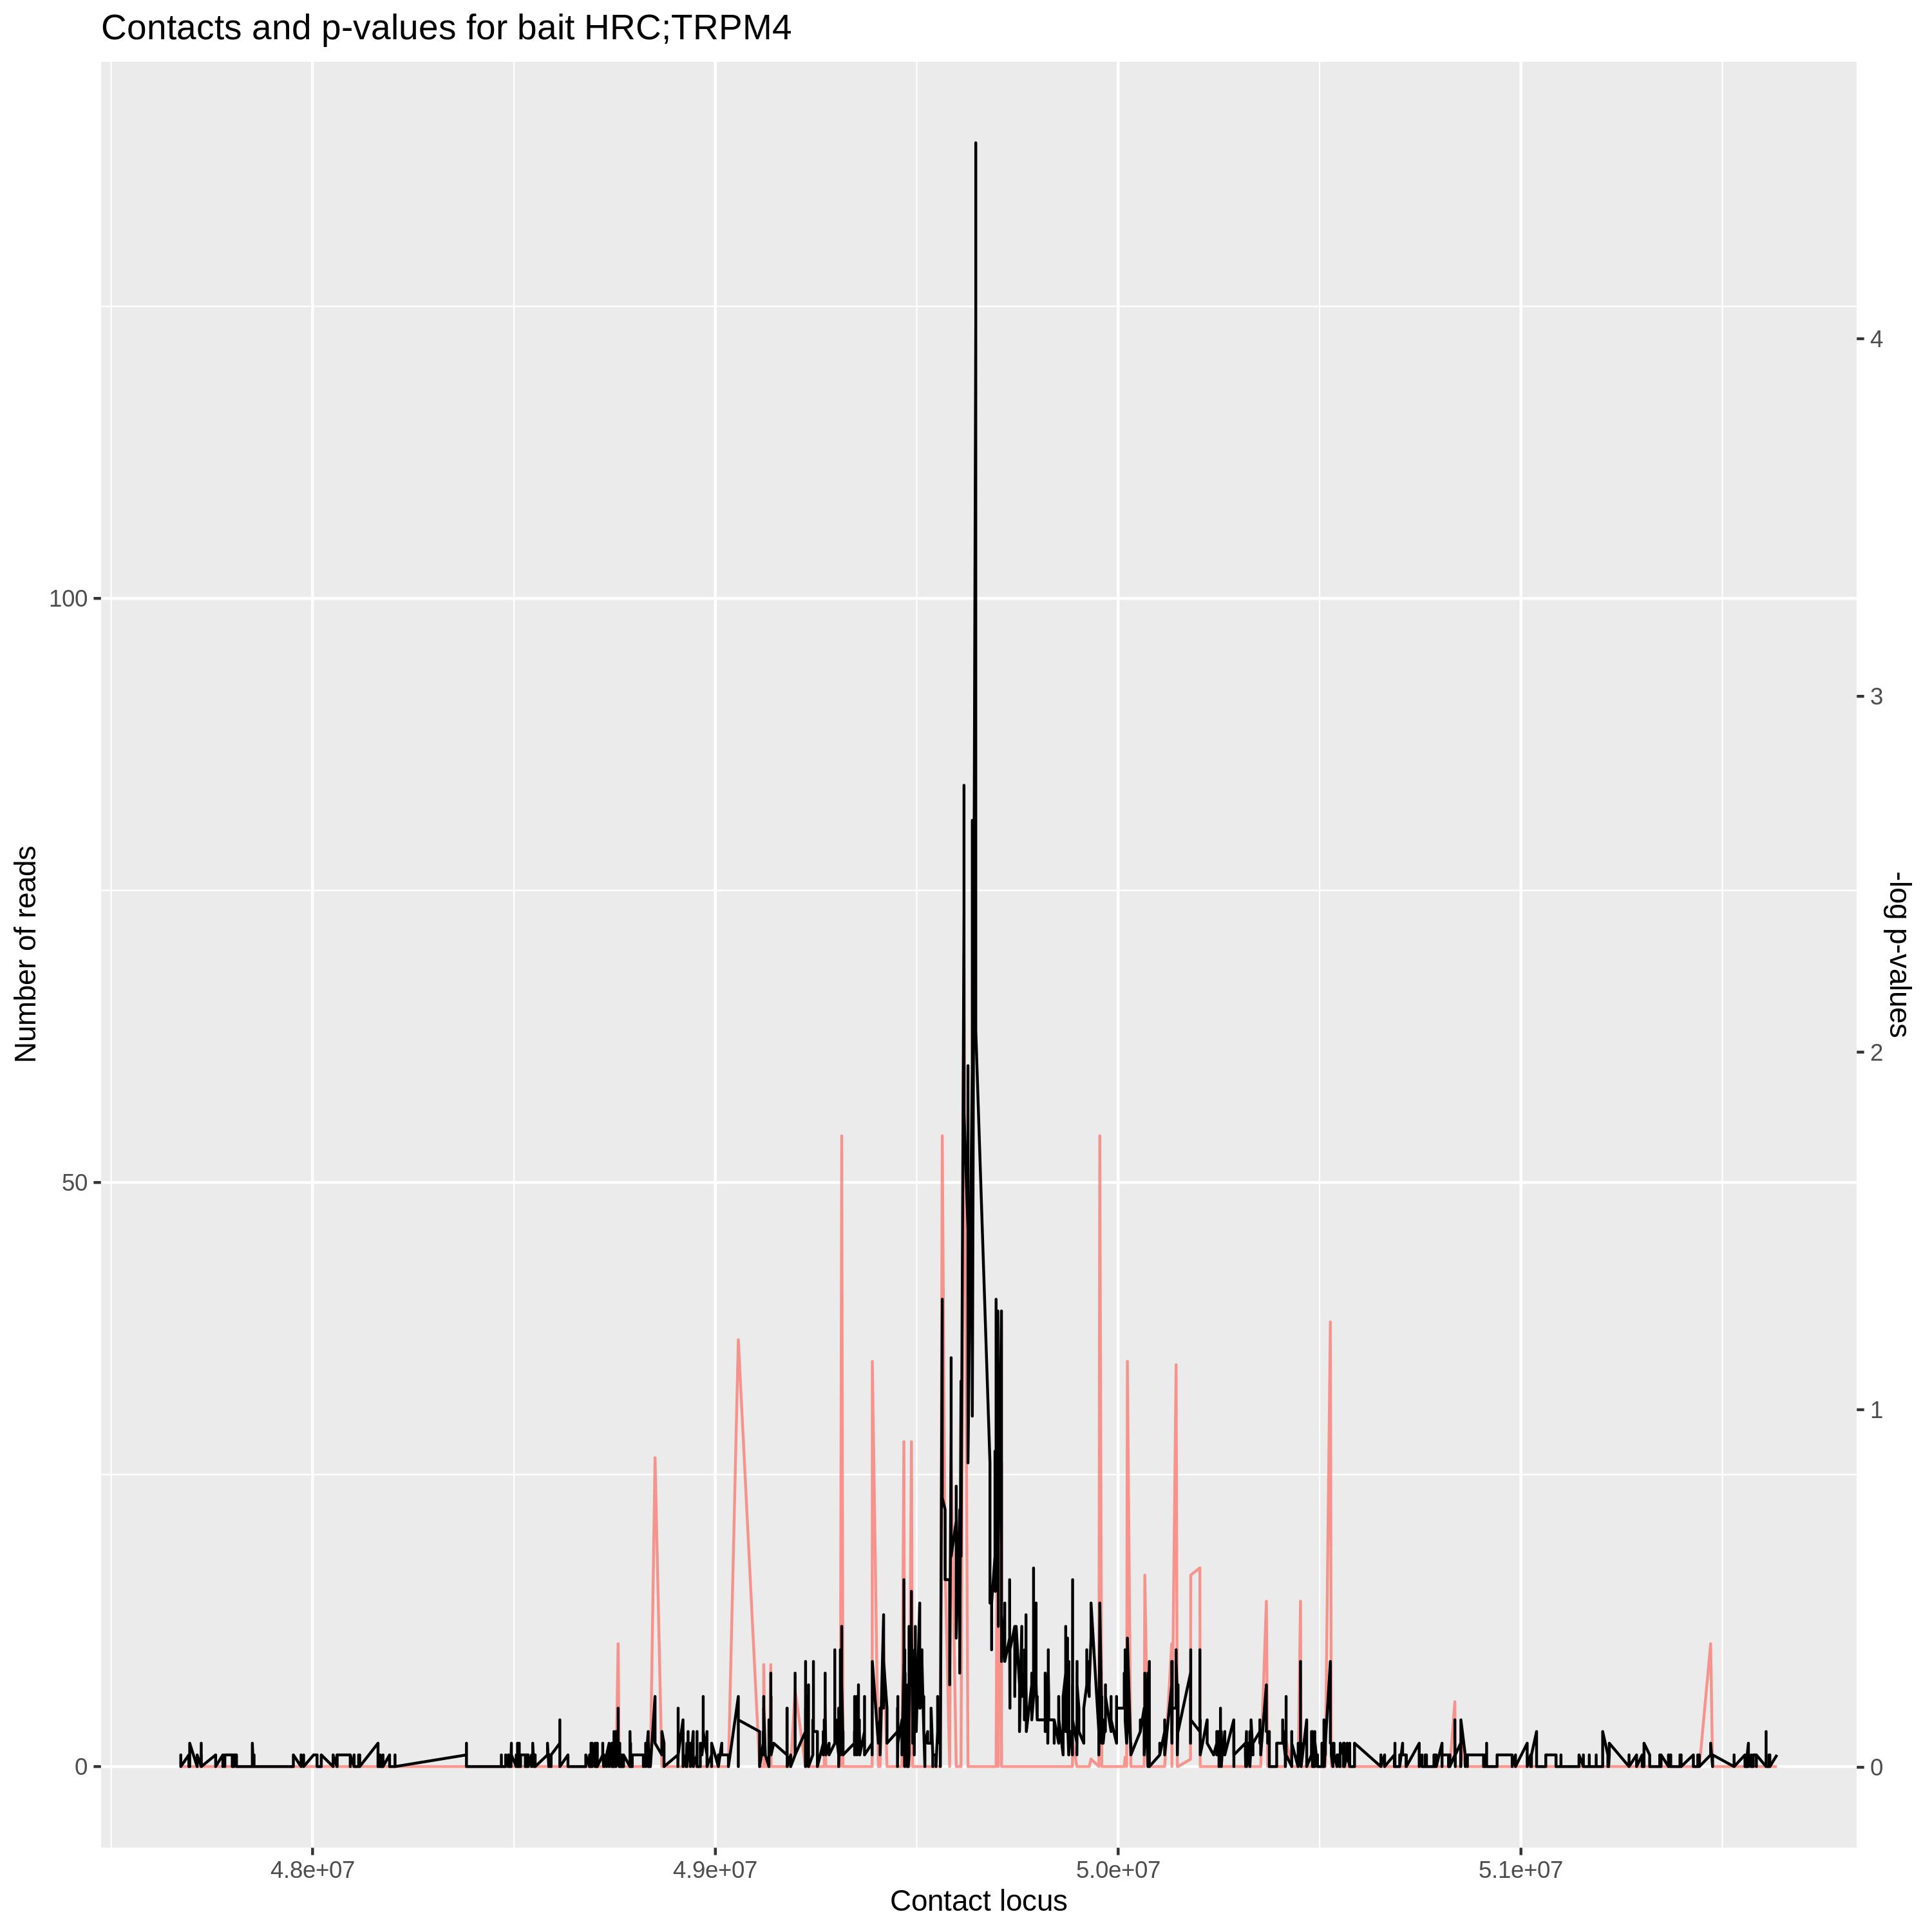 Contacts and p-values for bait HRC;TRPM4
Number of reads
100
50
0
4
3
2
1
0
-log p-values
4.8e+07
4.9e+07
5.0e+07
5.1e+07
Contact locus